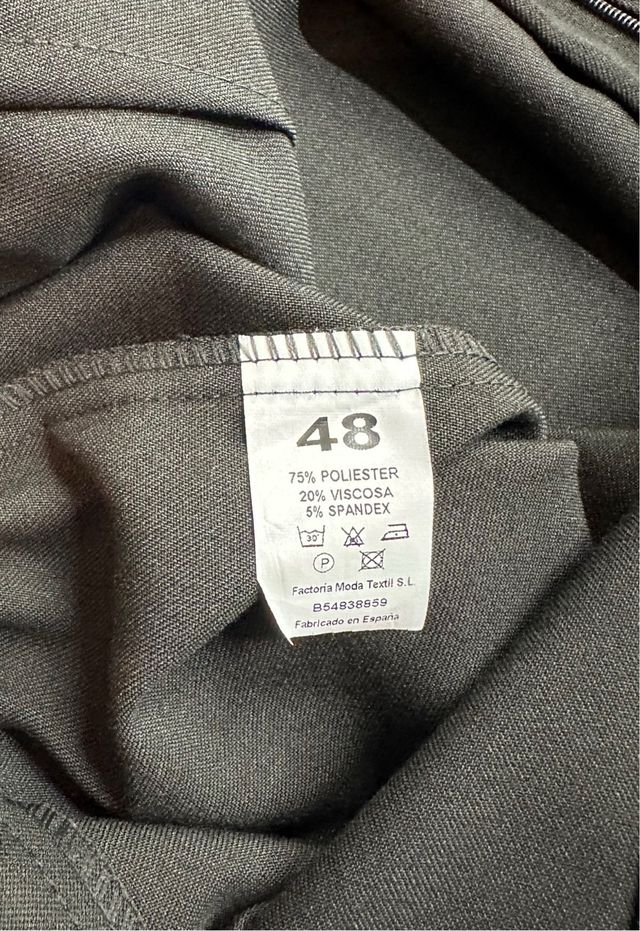 48
75% POLIESTER
20% VISCOSA
5% SPANDEX
30°
P
Factoria Moda Textil S.L.
B54838859
Fabricado en España